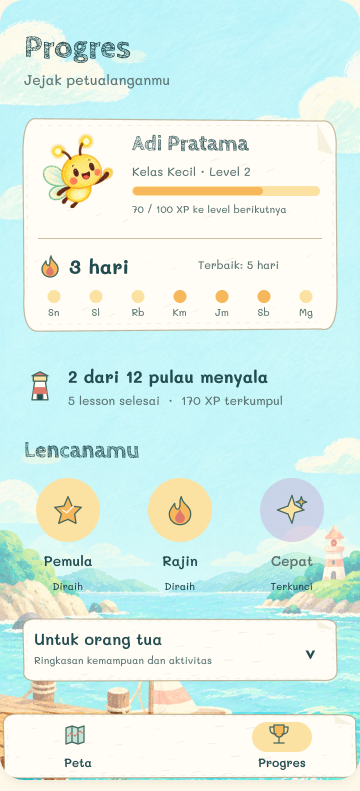 Progres
Jejak petualanganmu
Adi Pratama
Kelas Kecil · Level 2
70 / 100 XP ke level berikutnya
3 hari
Terbaik: 5 hari
Sn Sl Rb Km Jm Sb Mg
2 dari 12 pulau menyala
5 lesson selesai · 170 XP terkumpul
Lencanamu
Pemula Rajin Cepat
Diraih Diraih Terkunci
Untuk orang tua
Ringkasan kemampuan dan aktivitas
Peta Progres